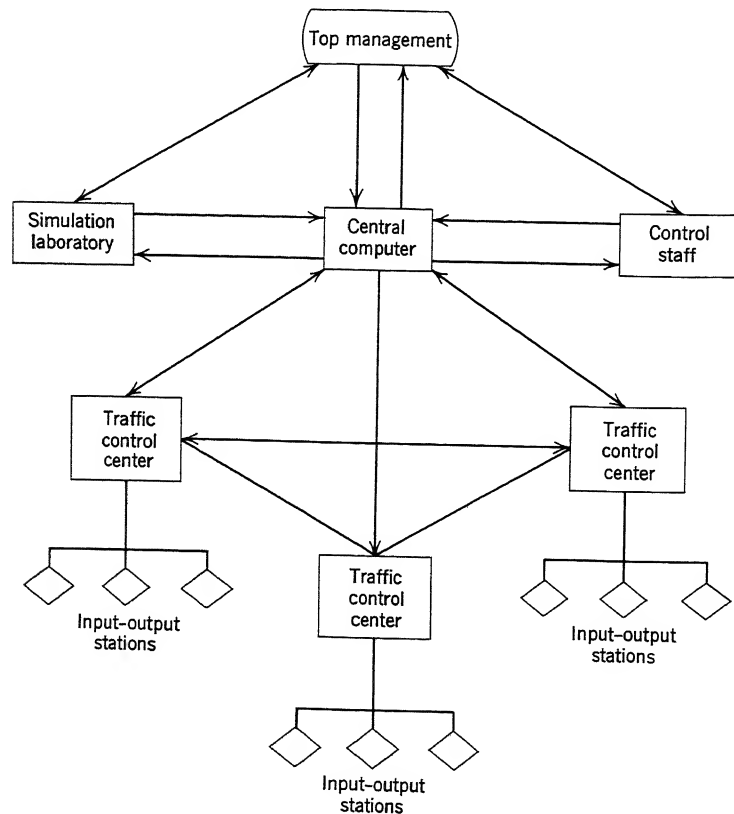 Top management
Simulation
laboratory
Central
computer
Control
staff
Traffic
control
center
Traffic
control
center
Traffic
control
center
Input-output
stations
Input-output
stations
Input-output
stations